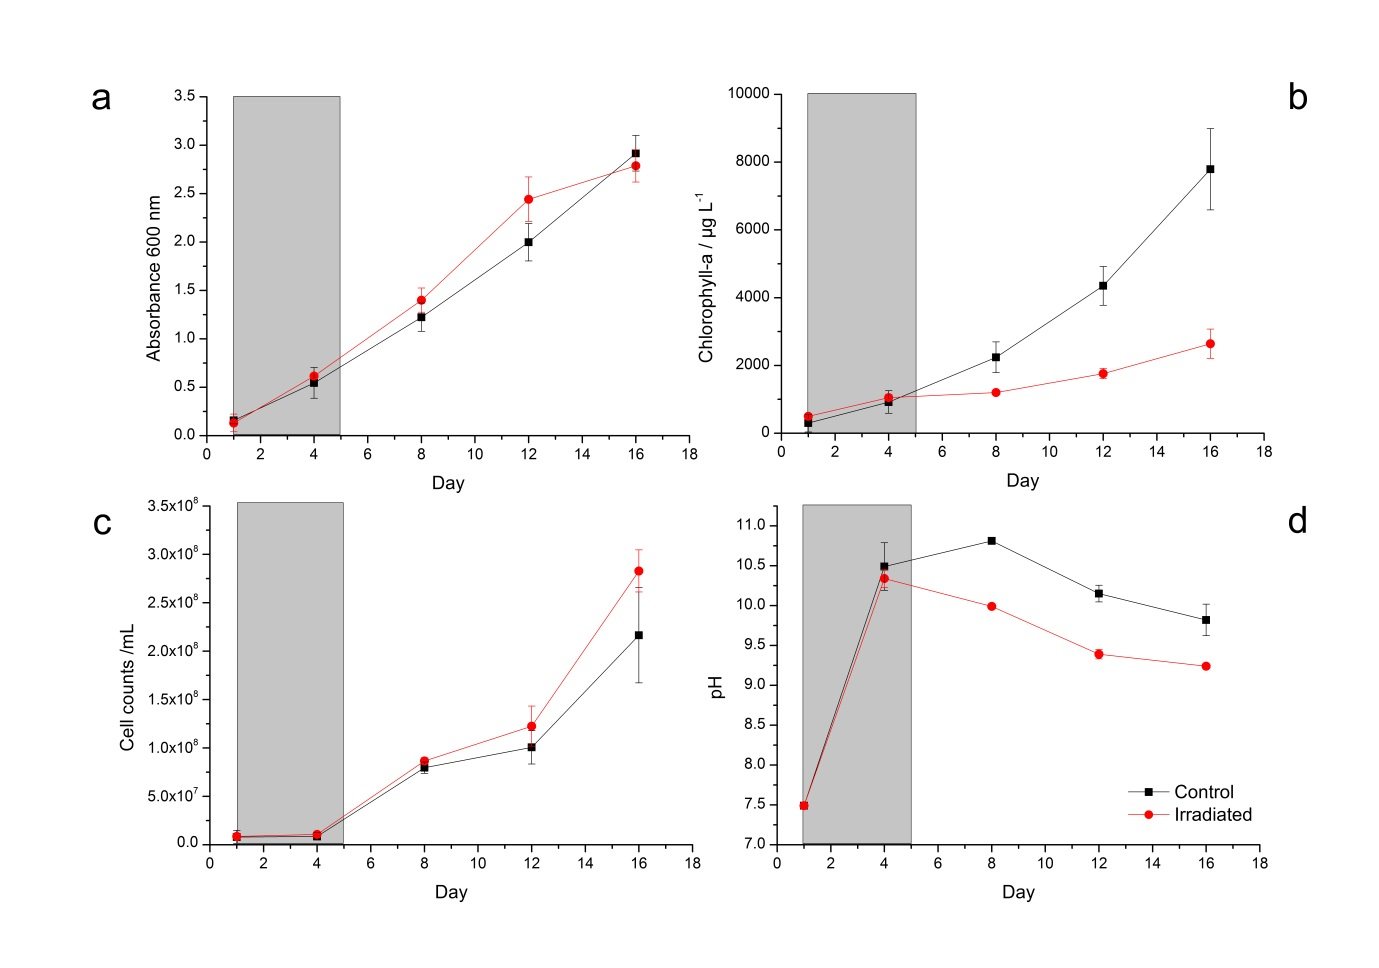 a
Absorbance 600 nm
3.5
3.0
2.5
2.0
1.5
1.0
0.5
0.0
0 2 4 6 8 10 12 14 16 18
Day
b
Chlorophyll-a / µg L⁻¹
10000
8000
6000
4000
2000
0
0 2 4 6 8 10 12 14 16 18
Day
c
Cell counts /mL
3.5x10⁸
3.0x10⁸
2.5x10⁸
2.0x10⁸
1.5x10⁸
1.0x10⁸
5.0x10⁷
0.0
0 2 4 6 8 10 12 14 16 18
Day
d
pH
11.0
10.5
10.0
9.5
9.0
8.5
8.0
7.5
7.0
0 2 4 6 8 10 12 14 16 18
Day
Control
Irradiated